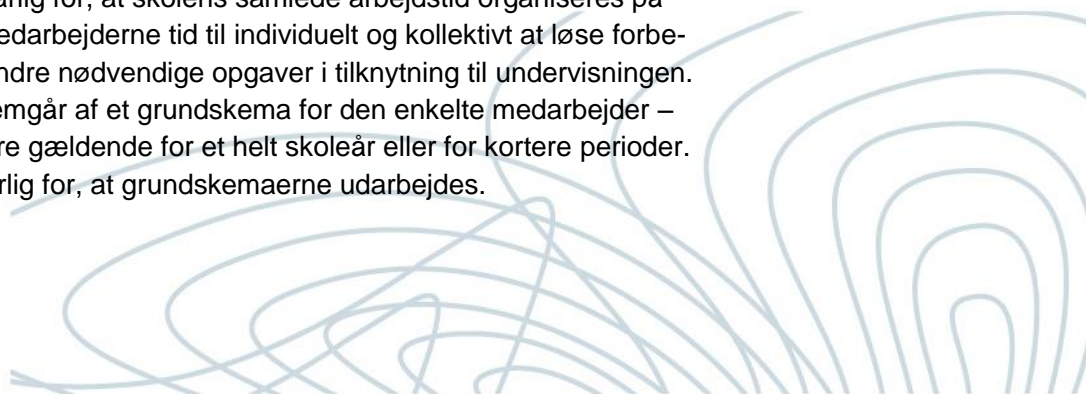 arlig for, at skolens samlede arbejdstid organiseres på
edarbejderne tid til individuelt og kollektivt at løse forbe-
ndre nødvendige opgaver i tilknytning til undervisningen.
emgår af et grundskema for den enkelte medarbejder –
re gældende for et helt skoleår eller for kortere perioder.
rlig for, at grundskemaerne udarbejdes.